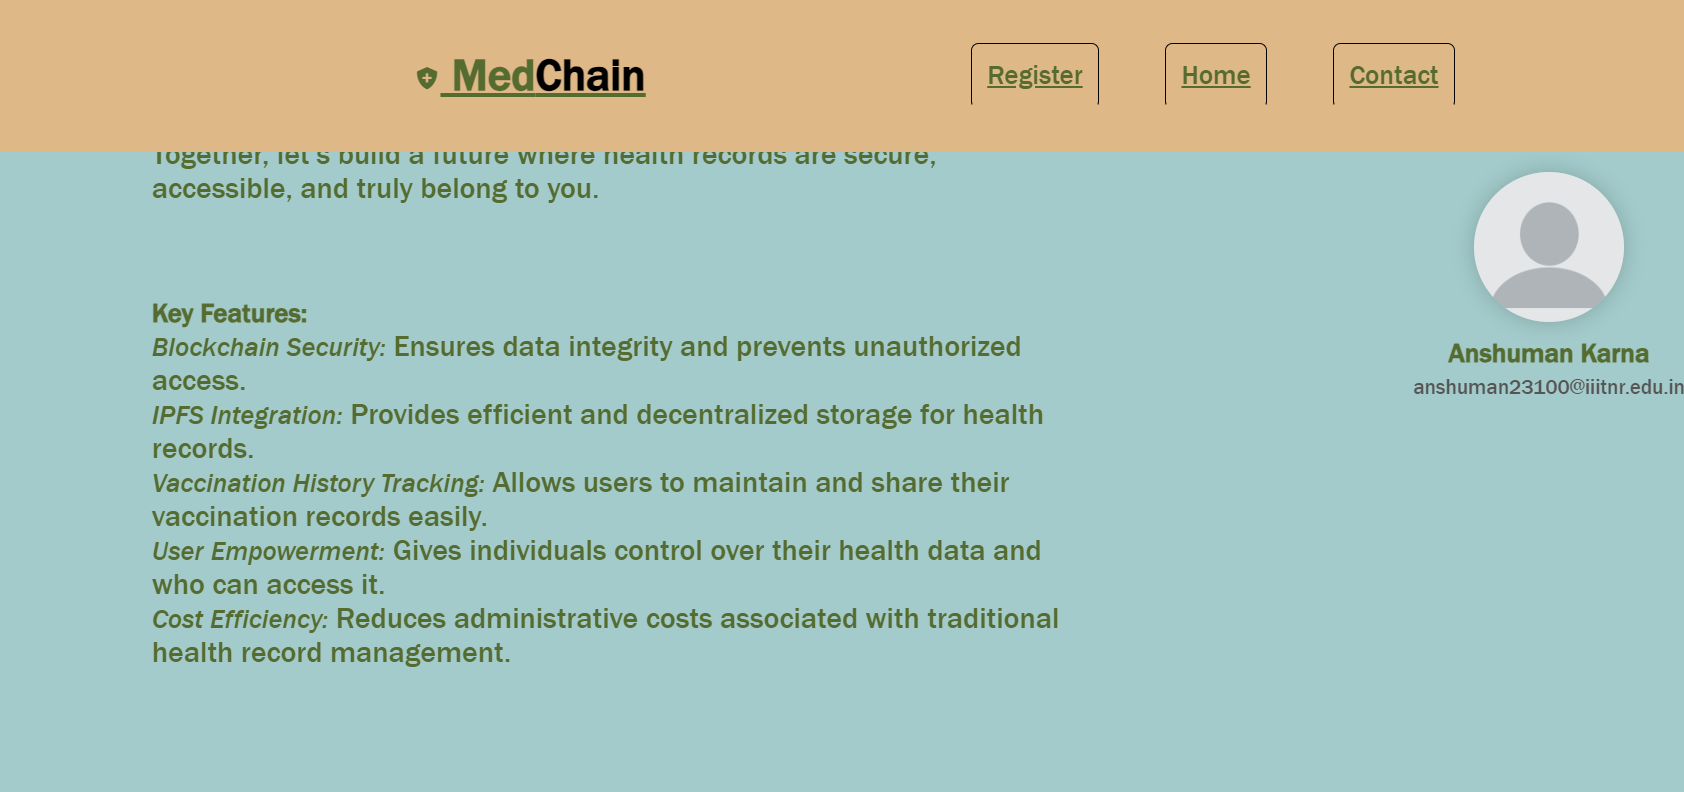 MedChain
Register
Home
Contact
Together, let's build a future where health records are secure,
accessible, and truly belong to you.
Key Features:
Blockchain Security: Ensures data integrity and prevents unauthorized
access.
IPFS Integration: Provides efficient and decentralized storage for health
records.
Vaccination History Tracking: Allows users to maintain and share their
vaccination records easily.
User Empowerment: Gives individuals control over their health data and
who can access it.
Cost Efficiency: Reduces administrative costs associated with traditional
health record management.
Anshuman Karna
anshuman23100@iiitnr.edu.in